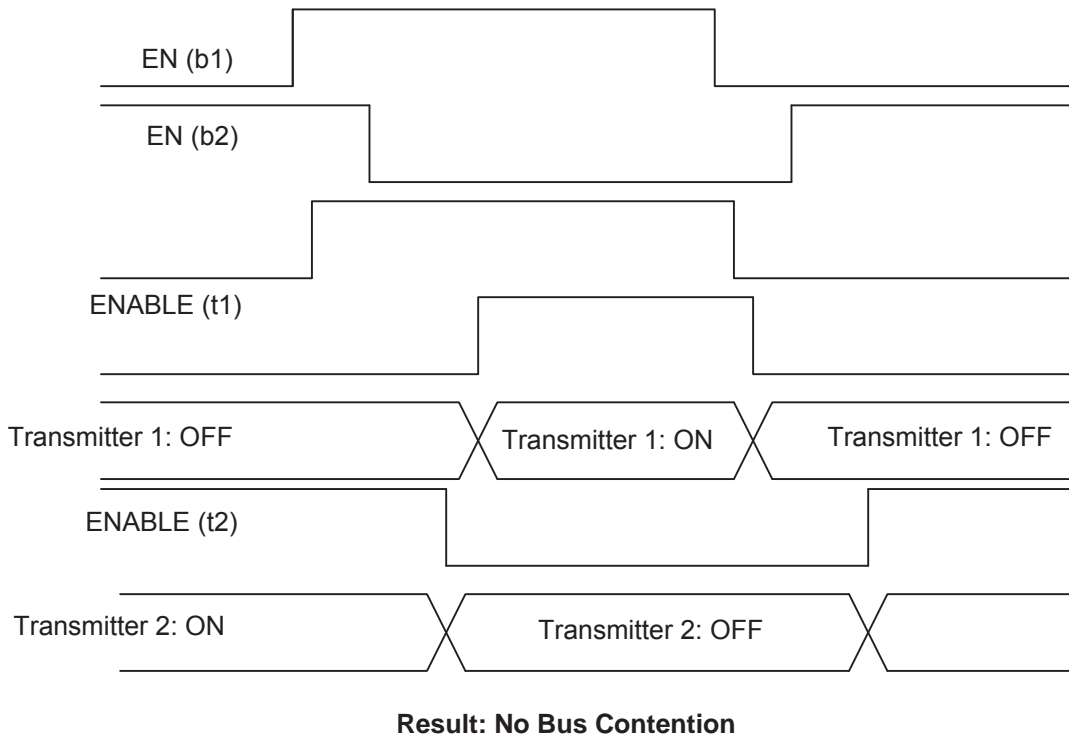 EN (b1)
EN (b2)
ENABLE (t1)
Transmitter 1: OFF
Transmitter 1: ON
Transmitter 1: OFF
ENABLE (t2)
Transmitter 2: ON
Transmitter 2: OFF
Result: No Bus Contention